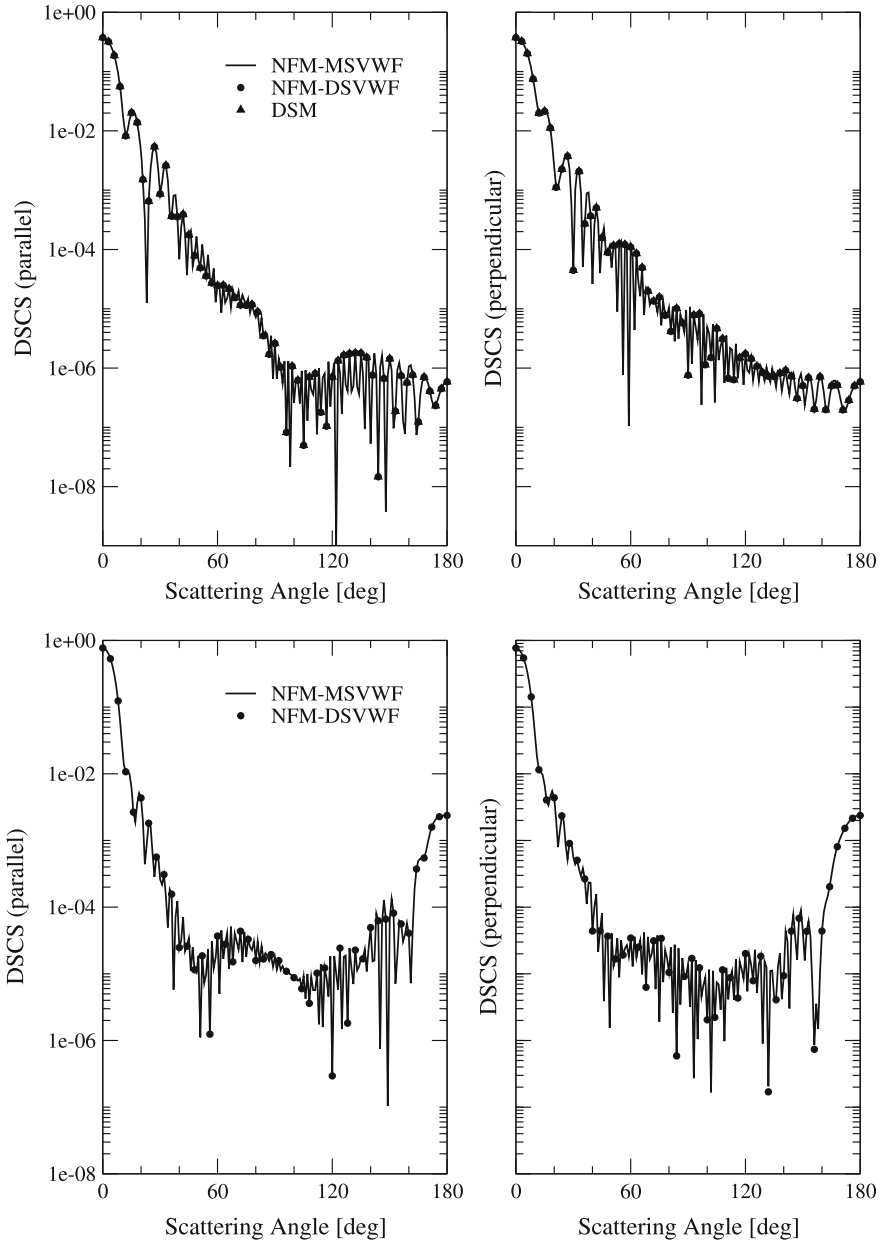 1e+00
1e-02
1e-04
1e-06
1e-08
DSCS (parallel)
NFM-MSVWF
NFM-DSVWF
DSM
0 60 120 180
Scattering Angle [deg]
DSCS (perpendicular)
0 60 120 180
Scattering Angle [deg]
1e+00
1e-02
1e-04
1e-06
1e-08
DSCS (parallel)
NFM-MSVWF
NFM-DSVWF
0 60 120 180
Scattering Angle [deg]
DSCS (perpendicular)
0 60 120 180
Scattering Angle [deg]